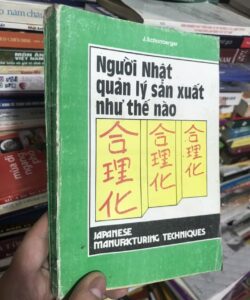 J. Schonberger
Người Nhật
quản lý sản xuất
như thế nào
合理化
合理化
合理化
JAPANESE
MANUFACTURING TECHNIQUES